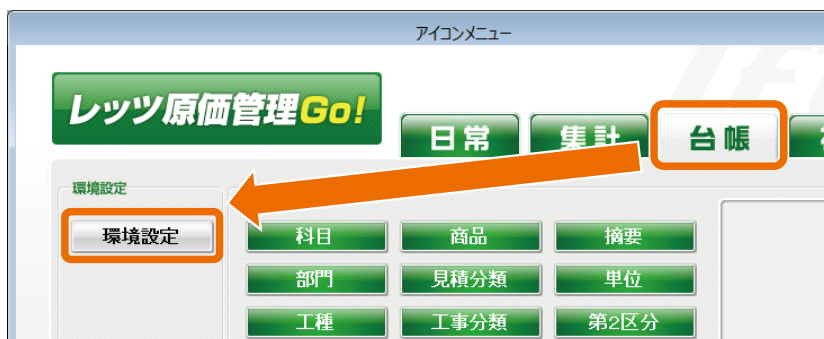 アイコンメニュー
レッツ原価管理Go!
日常 集計 台帳
環境設定
環境設定 科目 商品 摘要
部門 見積分類 単位
工種 工事分類 第2区分